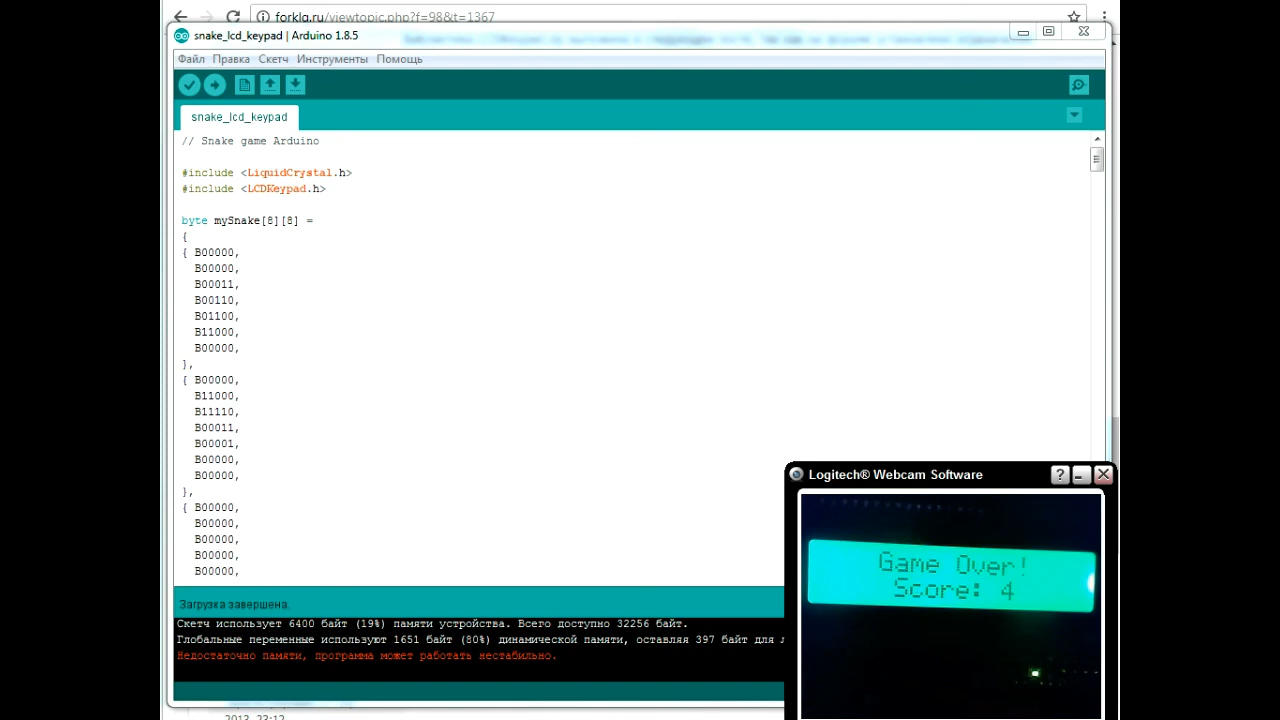 forklg.ru/viewtopic.php?f=98&t=1367
snake_lcd_keypad | Arduino 1.8.5
Файл Правка Скетч Инструменты Помощь
snake_lcd_keypad
// Snake game Arduino
#include <LiquidCrystal.h>
#include <LCDKeypad.h>
byte mySnake[8][8] =
{
{ B00000,
B00000,
B00011,
B00110,
B01100,
B11000,
B00000,
},
{ B00000,
B11000,
B11110,
B00011,
B00001,
B00000,
B00000,
},
{ B00000,
B00000,
B00000,
B00000,
B00000,
Загрузка завершена.
Скетч использует 6400 байт (19%) памяти устройства. Всего доступно 32256 байт.
Глобальные переменные используют 1651 байт (80%) динамической памяти, оставляя 397 байт для л
Недостаточно памяти, программа может работать нестабильно.
Logitech® Webcam Software
Game Over!
Score: 4
2013, 23:12